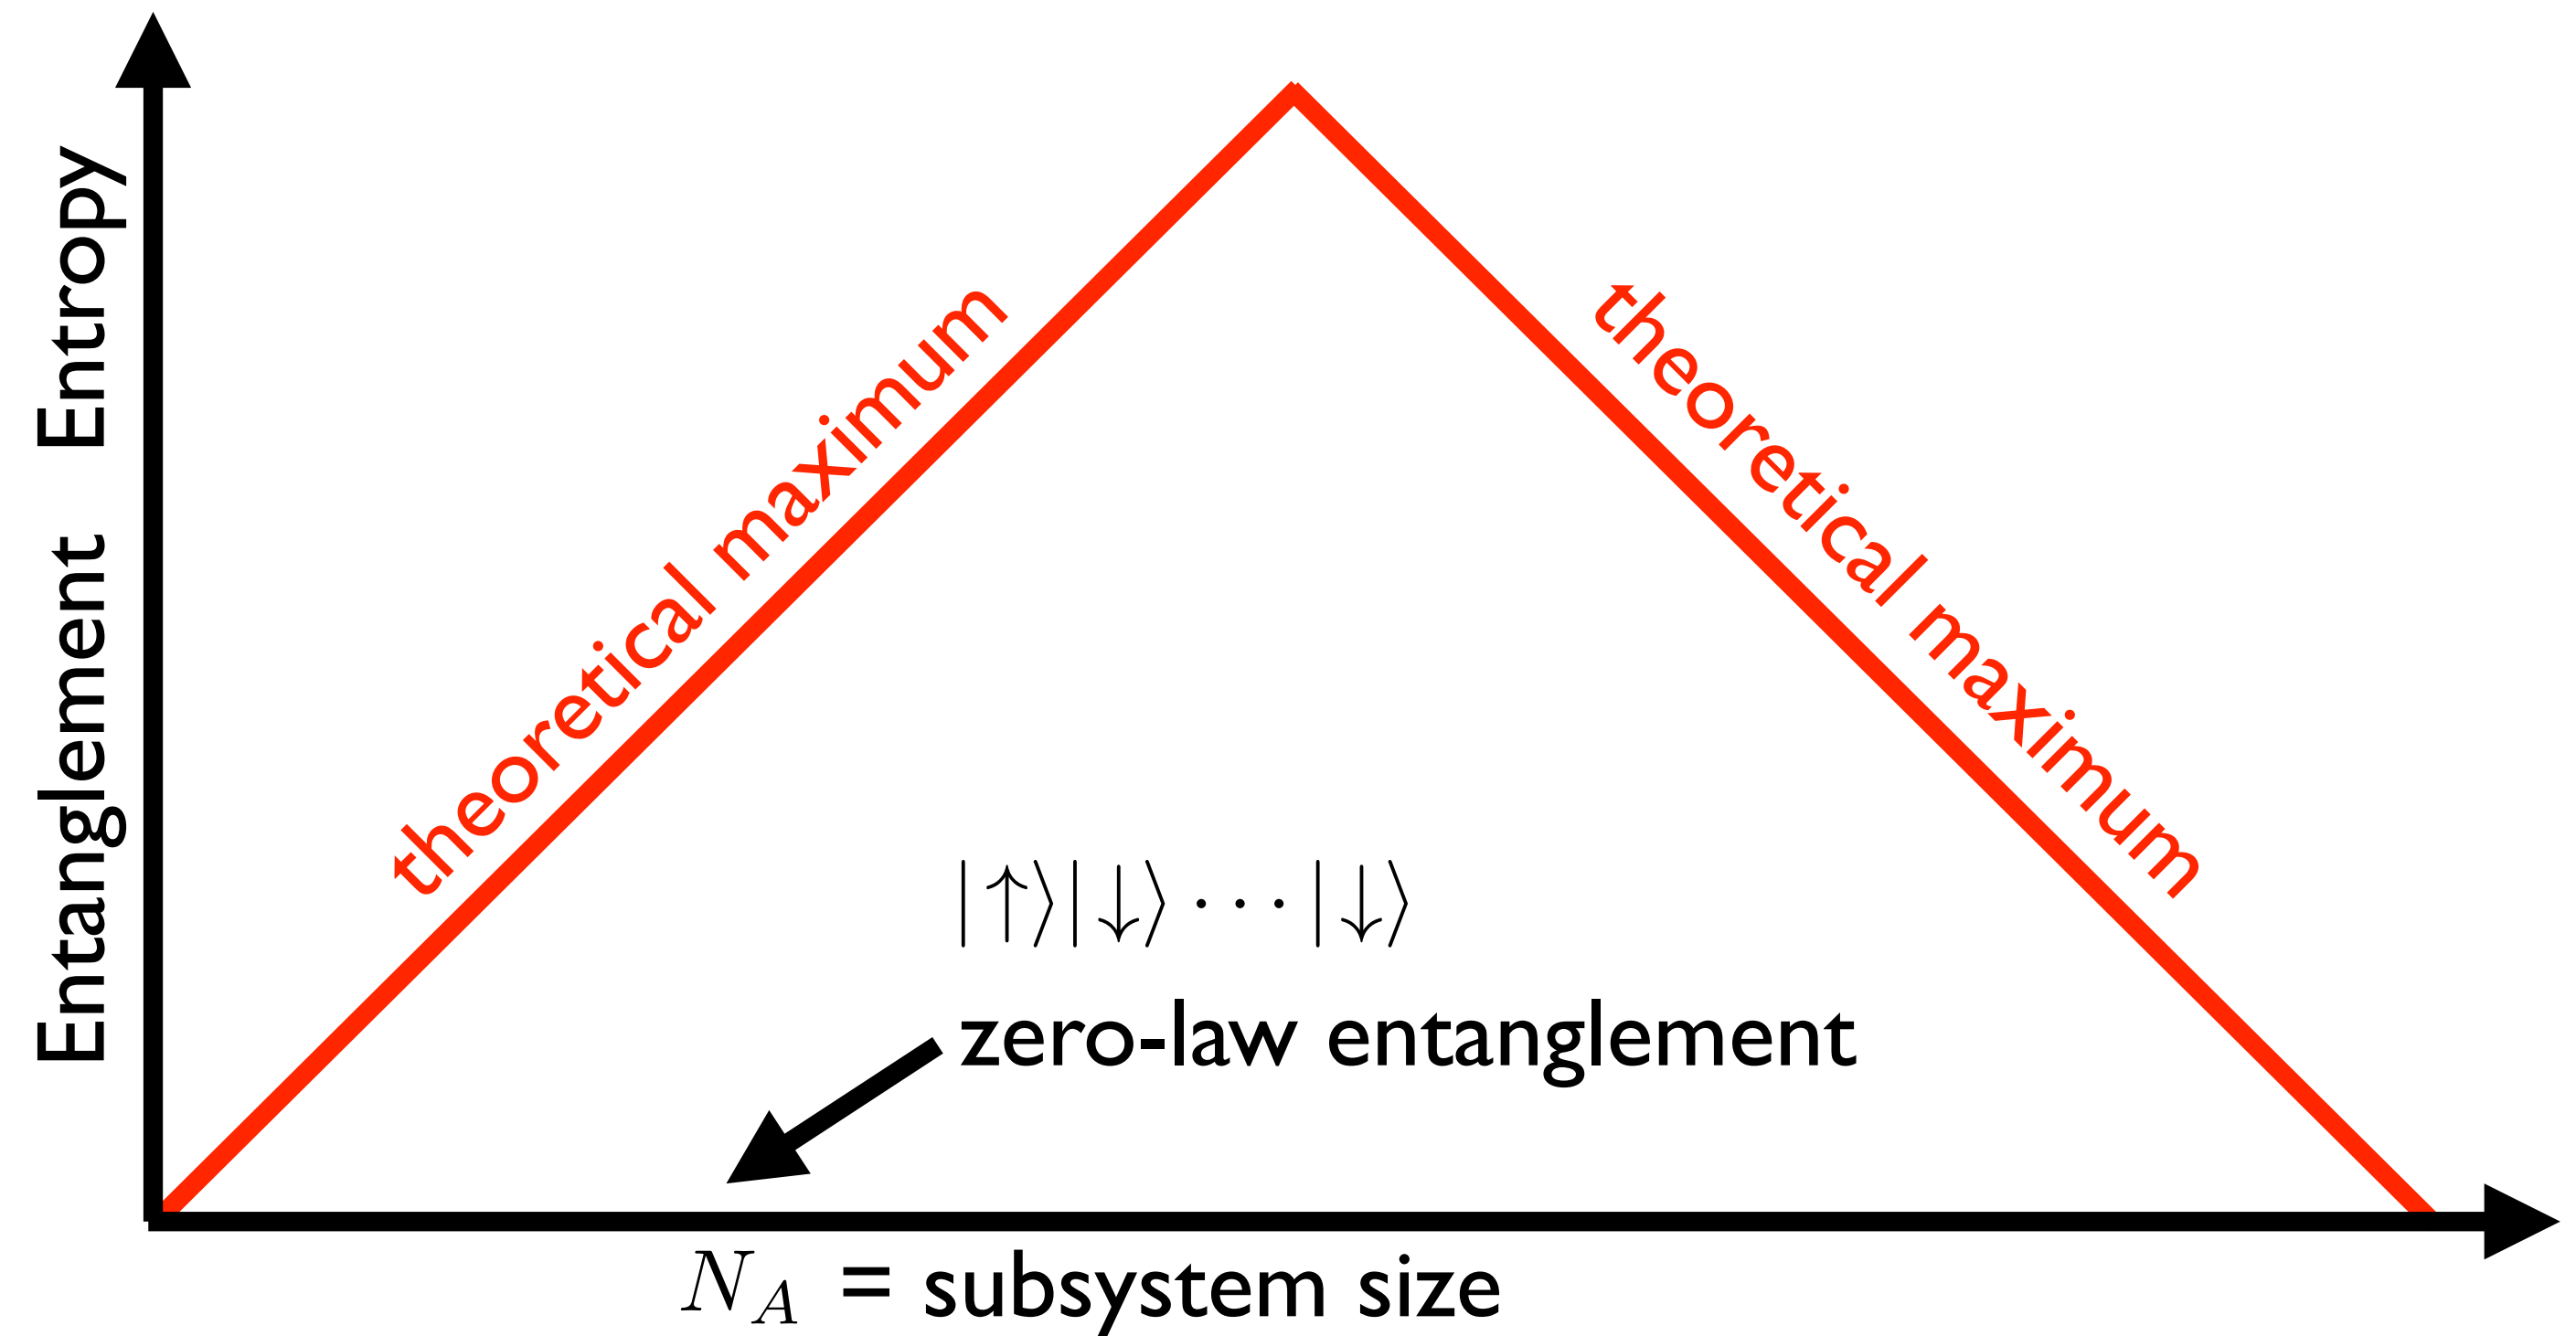 Entanglement Entropy
theoretical maximum
theoretical maximum
|↑⟩|↓⟩···|↓⟩
zero-law entanglement
N_A = subsystem size